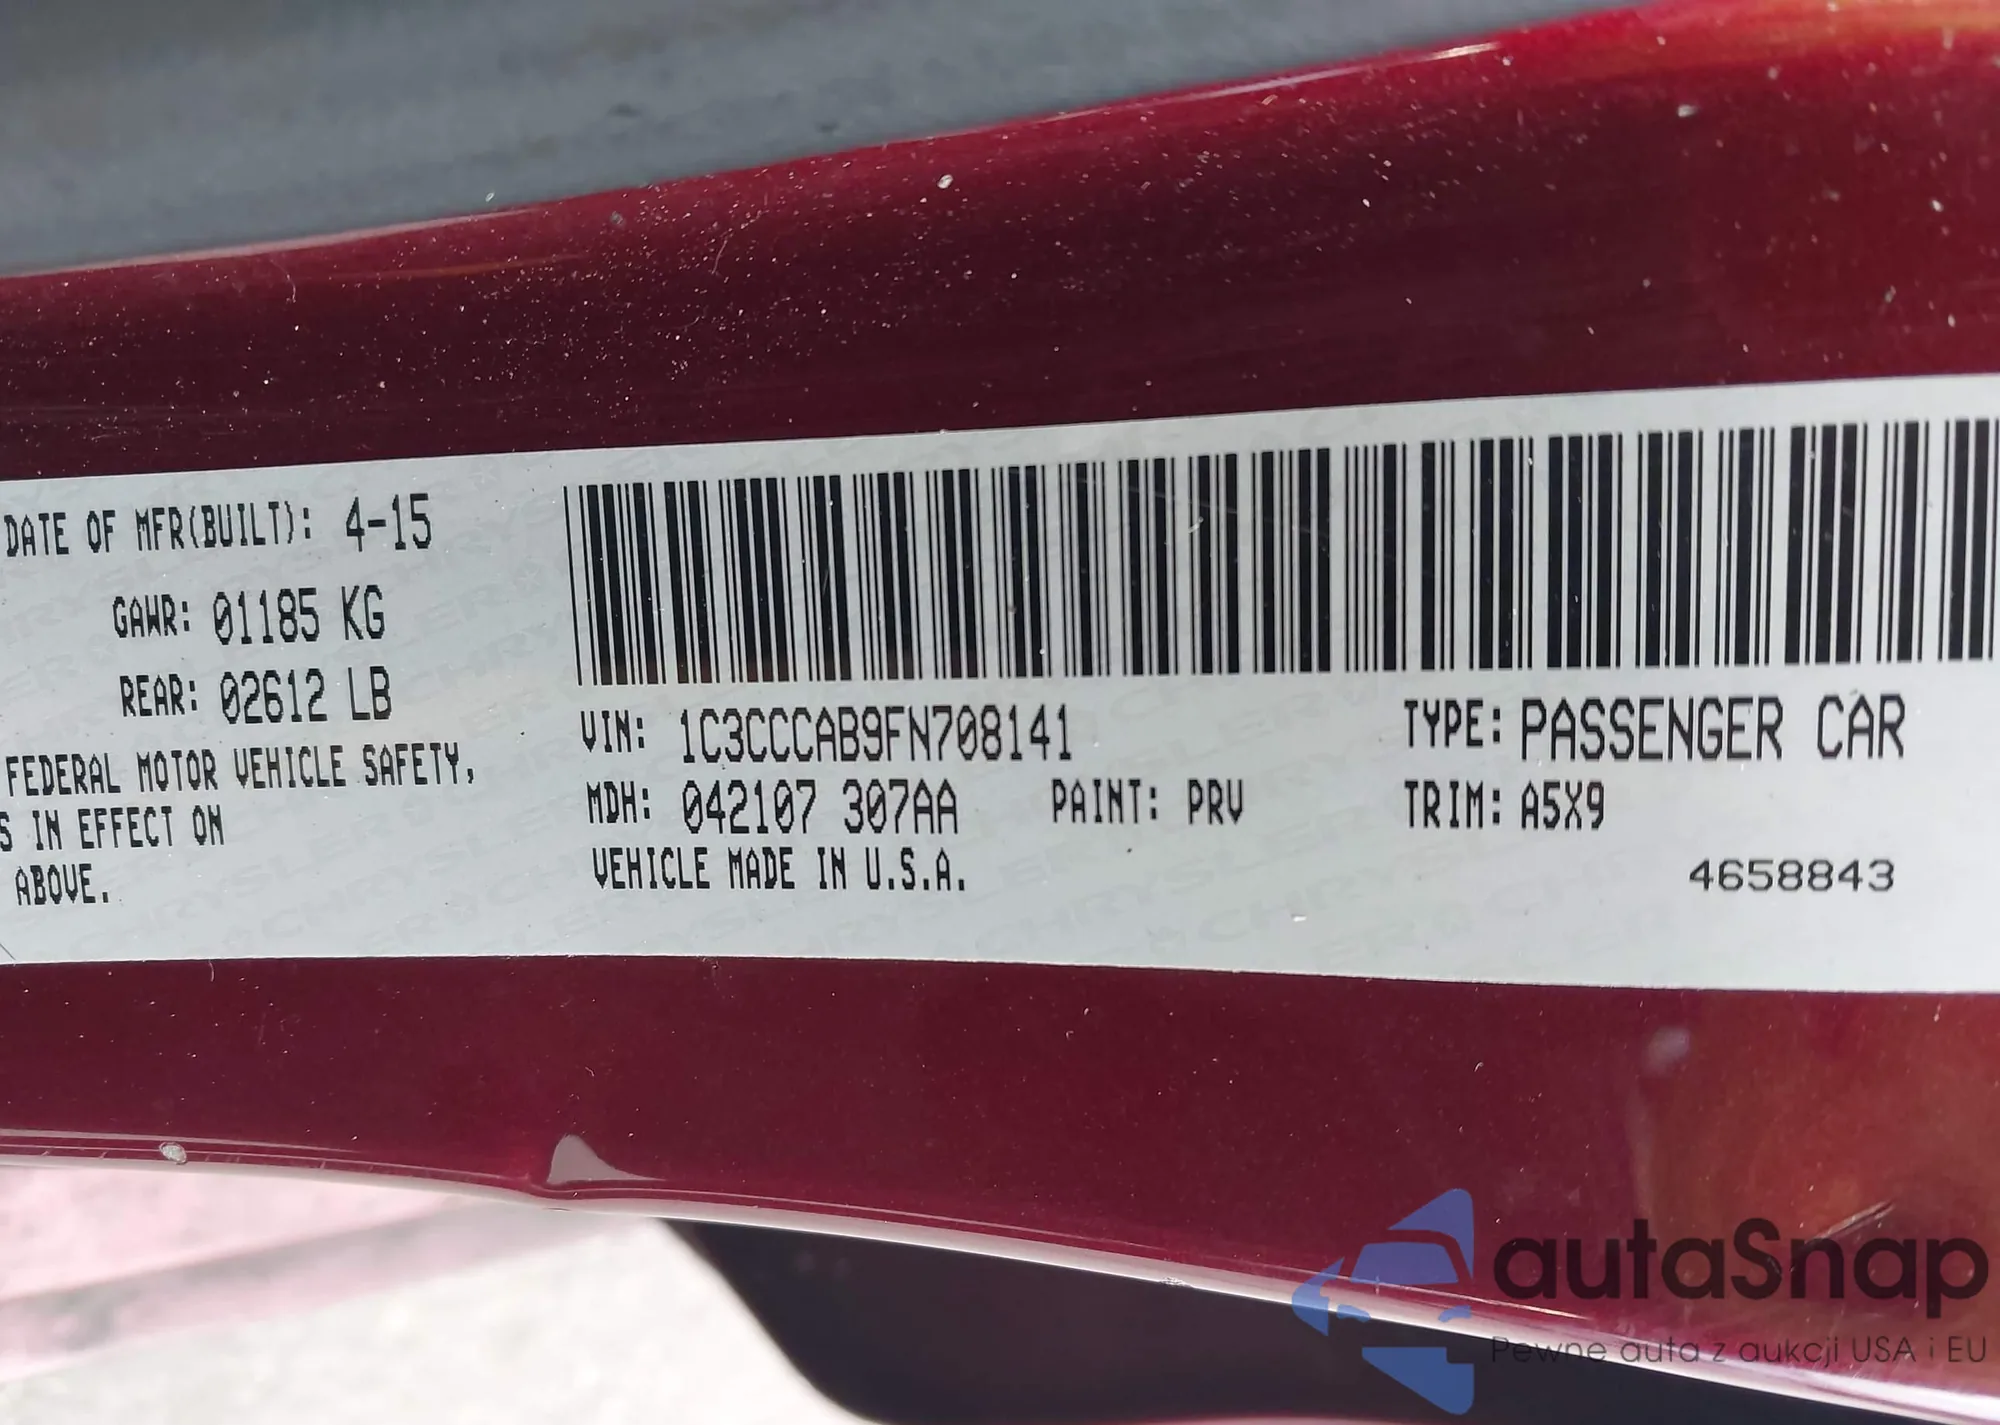 DATE OF MFR(BUILT): 4-15
GAWR: 01185 KG
REAR: 02612 LB
FEDERAL MOTOR VEHICLE SAFETY,
S IN EFFECT ON
ABOVE.
VIN: 1C3CCCAB9FN708141
TYPE: PASSENGER CAR
MDH: 042107 307AA
PAINT: PRV
TRIM: A5X9
VEHICLE MADE IN U.S.A.
4658843
autaSnap
Pewne auta z aukcji USA i EU